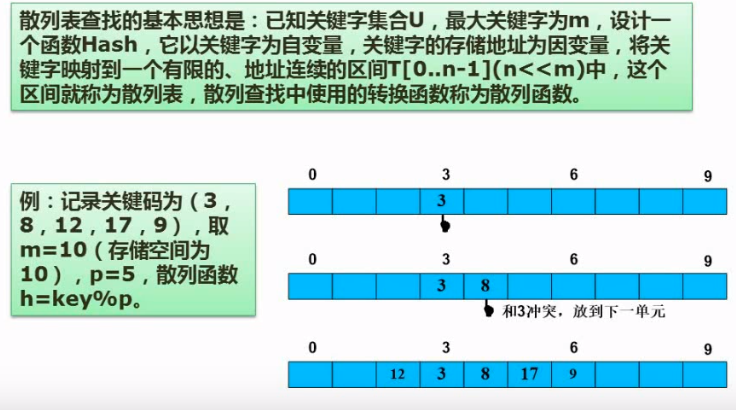 散列表查找的基本思想是：已知关键字集合U，最大关键字为m，设计一
个函数Hash，它以关键字为自变量，关键字的存储地址为因变量，将关
键字映射到一个有限的、地址连续的区间T[0..n-1](n<<m)中，这个
区间就称为散列表，散列查找中使用的转换函数称为散列函数。
例：记录关键码为（3，
8，12，17，9），取
m=10（存储空间为
10），p=5，散列函数
h=key%p。
0 3 6 9
3
0 3 6 9
3 8
和3冲突，放到下一单元
0 3 6 9
12 3 8 17 9